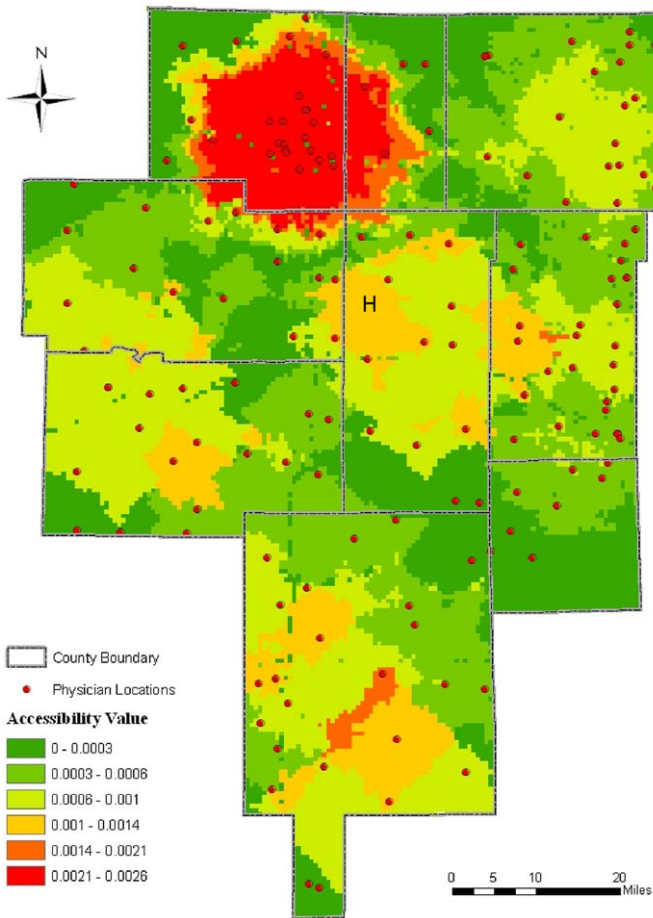 N
H
County Boundary
Physician Locations
Accessibility Value
0 - 0.0003
0.0003 - 0.0006
0.0006 - 0.001
0.001 - 0.0014
0.0014 - 0.0021
0.0021 - 0.0026
0 5 10 20
Miles